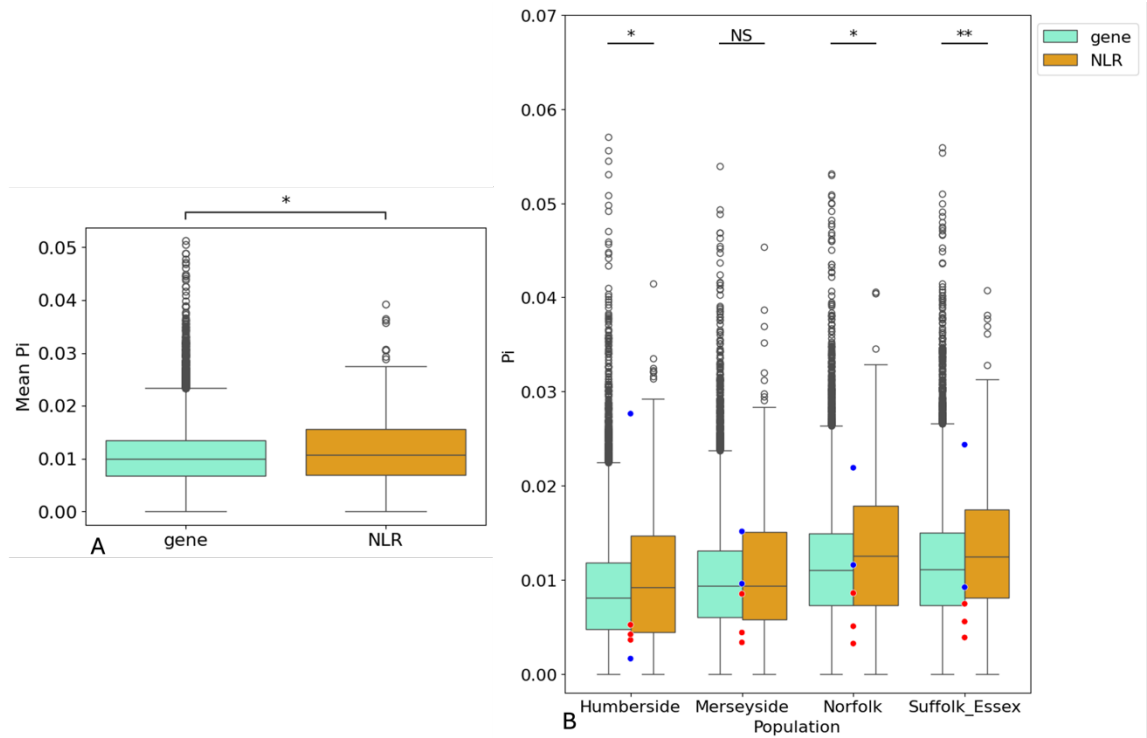 *
Mean Pi
0.05
0.04
0.03
0.02
0.01
0.00
gene
NLR
A
0.07
0.06
0.05
0.04
0.03
0.02
0.01
0.00
Pi
*
NS
*
**
Humberside
Merseyside
Norfolk
Suffolk_Essex
Population
B
gene
NLR